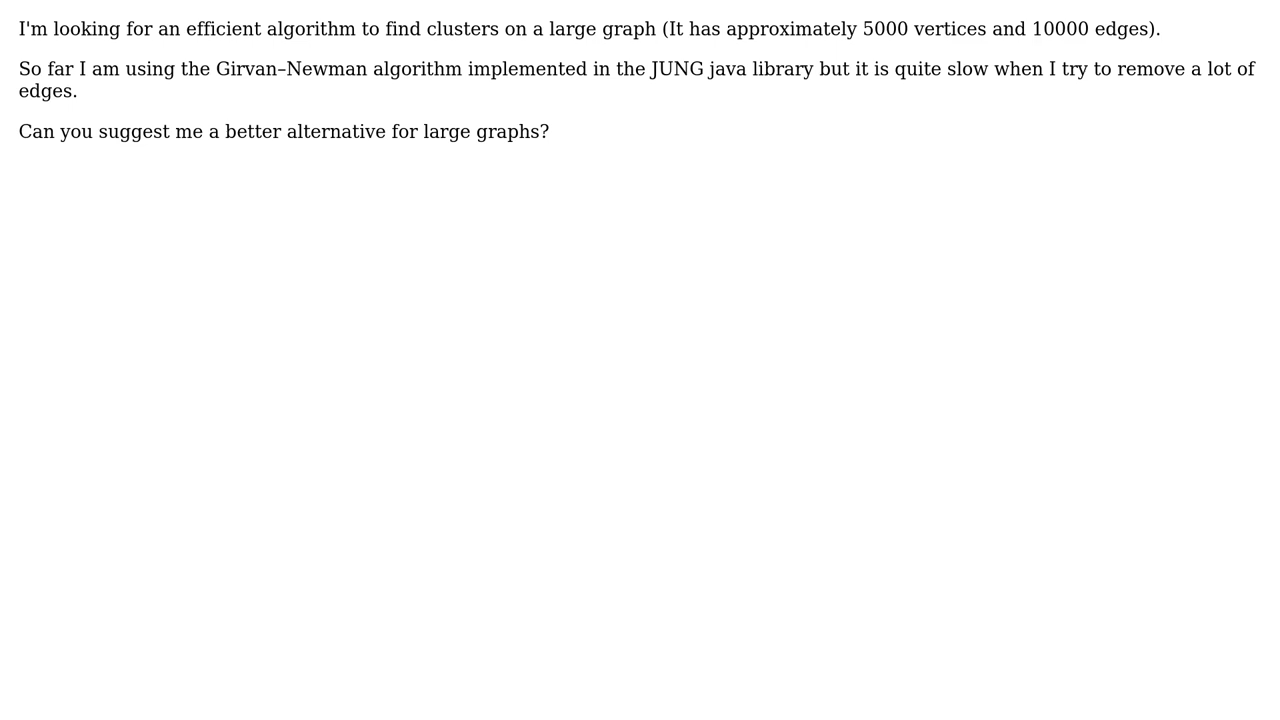 I'm looking for an efficient algorithm to find clusters on a large graph (It has approximately 5000 vertices and 10000 edges).
So far I am using the Girvan–Newman algorithm implemented in the JUNG java library but it is quite slow when I try to remove a lot of
edges.
Can you suggest me a better alternative for large graphs?